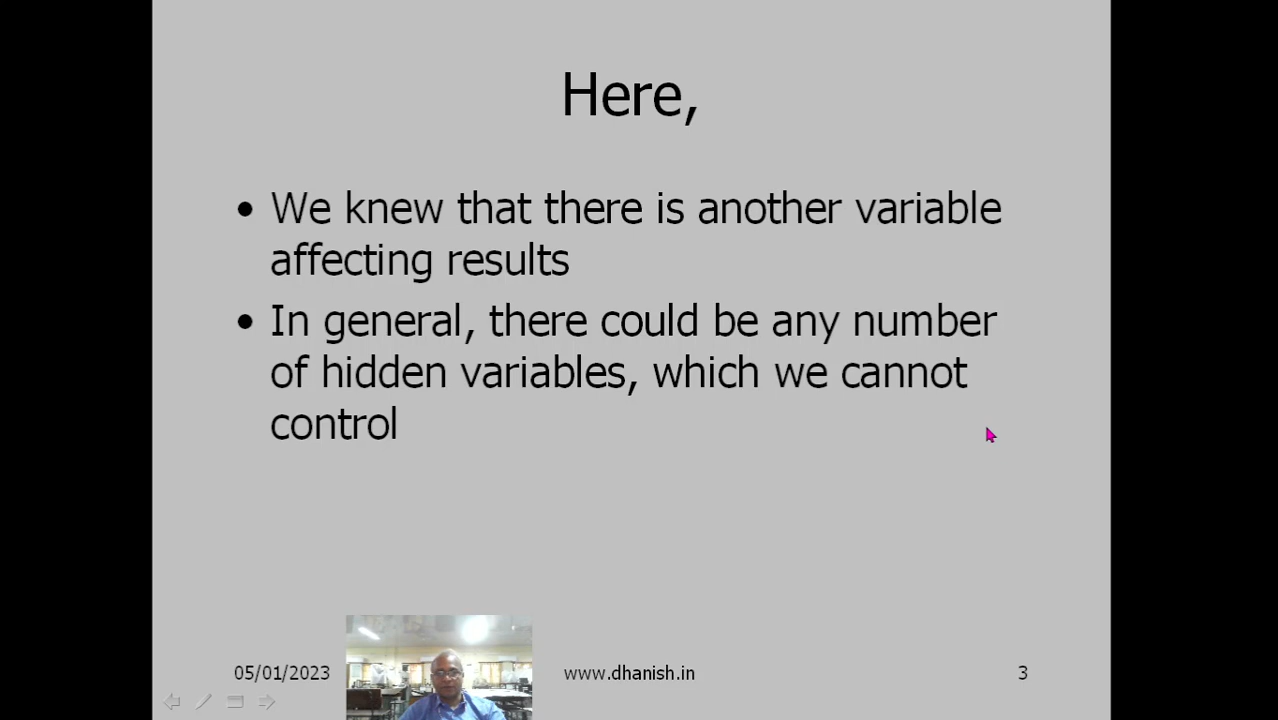 Here,
• We knew that there is another variable
affecting results
• In general, there could be any number
of hidden variables, which we cannot
control
05/01/2023
www.dhanish.in
3